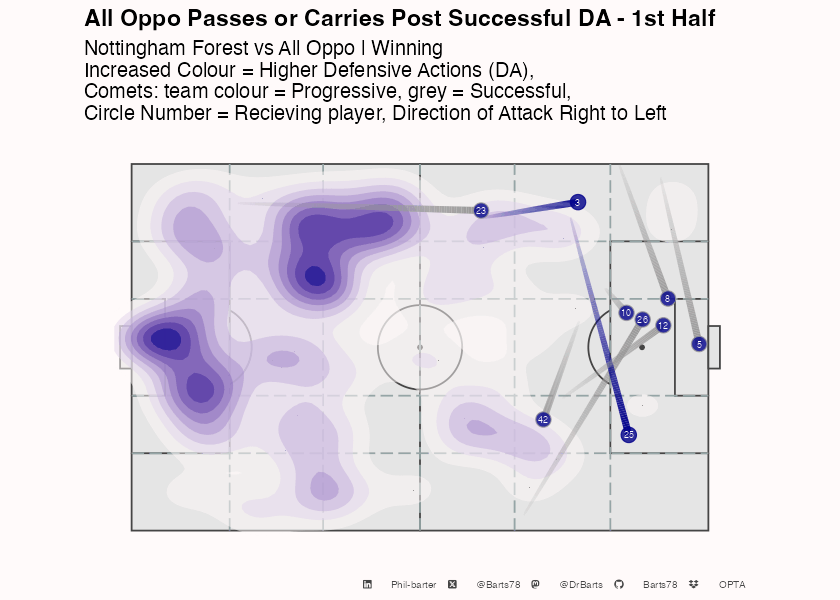 All Oppo Passes or Carries Post Successful DA - 1st Half
Nottingham Forest vs All Oppo | Winning
Increased Colour = Higher Defensive Actions (DA),
Comets: team colour = Progressive, grey = Successful,
Circle Number = Recieving player, Direction of Attack Right to Left
3
23
8
10
26
12
5
42
25
Phil-barter @Barts78 @DrBarts Barts78 OPTA